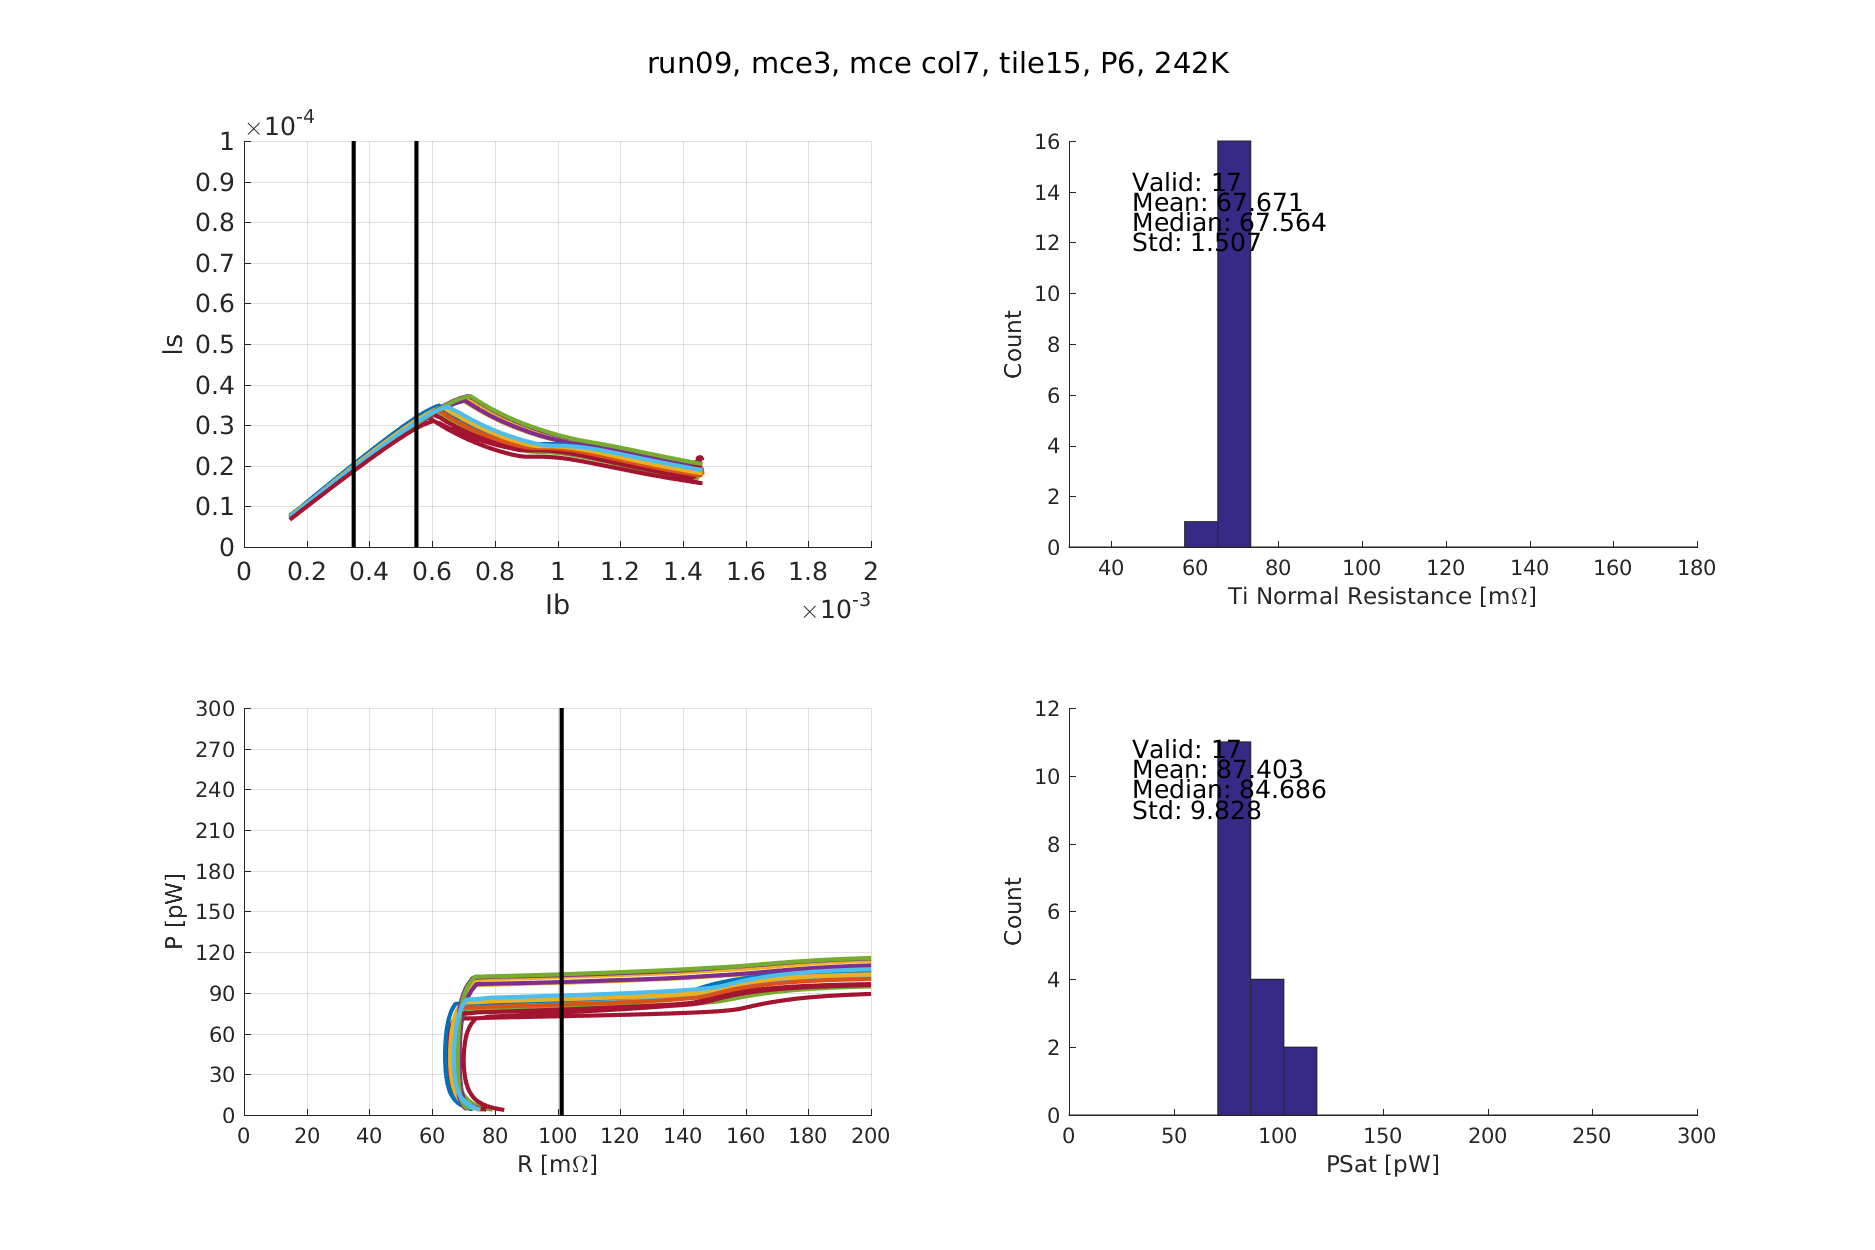 run09, mce3, mce col7, tile15, P6, 242K
×10-4
1
0.9
0.8
0.7
0.6
0.5
0.4
0.3
0.2
0.1
0
Is
0 0.2 0.4 0.6 0.8 1 1.2 1.4 1.6 1.8 2
Ib
×10-3
16
14
12
10
8
6
4
2
0
Count
Valid: 17
Mean: 67.671
Median: 67.564
Std: 1.507
40 60 80 100 120 140 160 180
Ti Normal Resistance [mΩ]
300
270
240
210
180
150
120
90
60
30
0
P [pW]
0 20 40 60 80 100 120 140 160 180 200
R [mΩ]
12
10
8
6
4
2
0
Count
Valid: 17
Mean: 87.403
Median: 84.686
Std: 9.828
0 50 100 150 200 250 300
PSat [pW]